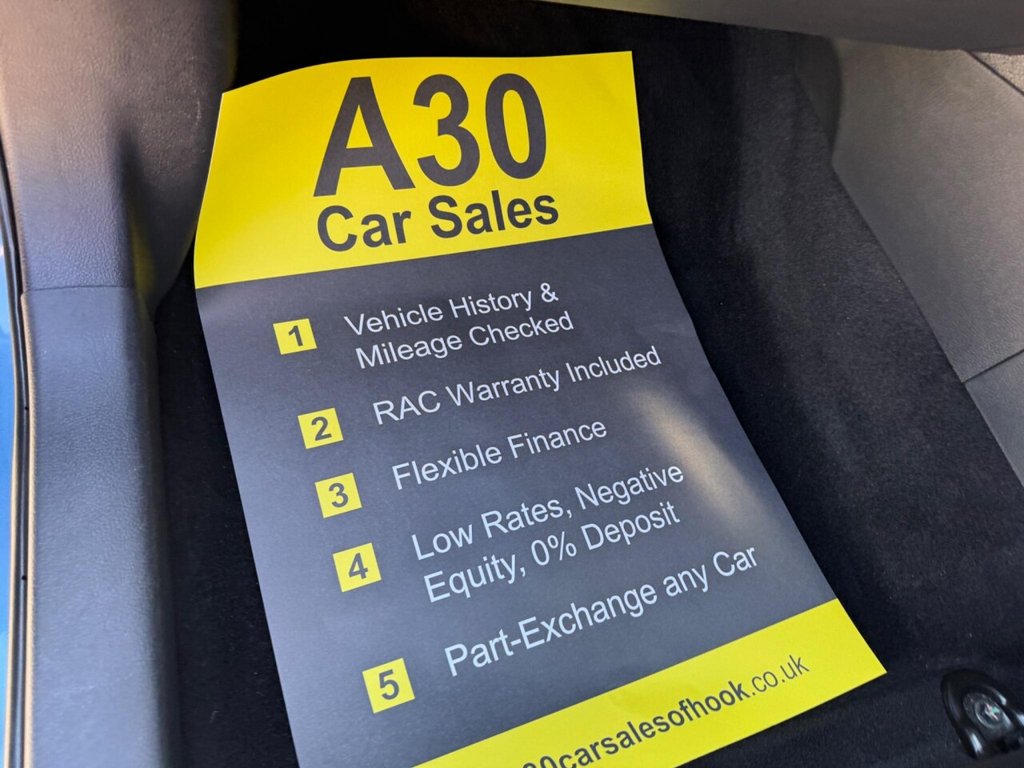 A30
Car Sales
1 Vehicle History &
Mileage Checked
2 RAC Warranty Included
3 Flexible Finance
4 Low Rates, Negative
Equity, 0% Deposit
5 Part-Exchange any Car
0carsalesofhook.co.uk